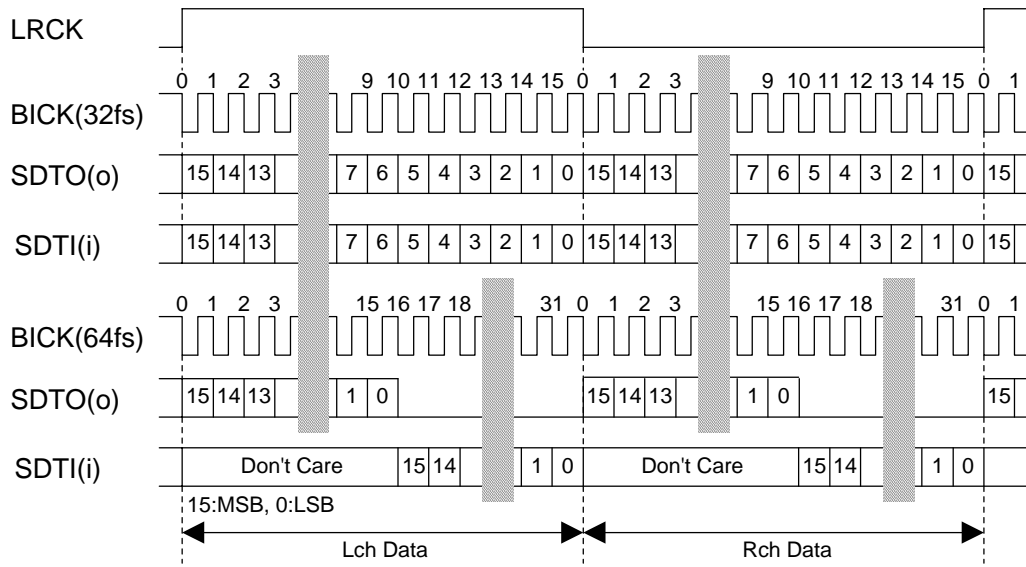 LRCK
0 1 2 3 9 10 11 12 13 14 15 0 1 2 3 9 10 11 12 13 14 15 0 1
BICK(32fs)
SDTO(o) 15 14 13 7 6 5 4 3 2 1 0 15 14 13 7 6 5 4 3 2 1 0 15
SDTI(i) 15 14 13 7 6 5 4 3 2 1 0 15 14 13 7 6 5 4 3 2 1 0 15
0 1 2 3 15 16 17 18 31 0 1 2 3 15 16 17 18 31 0 1
BICK(64fs)
SDTO(o) 15 14 13 1 0 15 14 13 1 0 15
SDTI(i) Don't Care 15 14 1 0 Don't Care 15 14 1 0
15:MSB, 0:LSB
Lch Data Rch Data